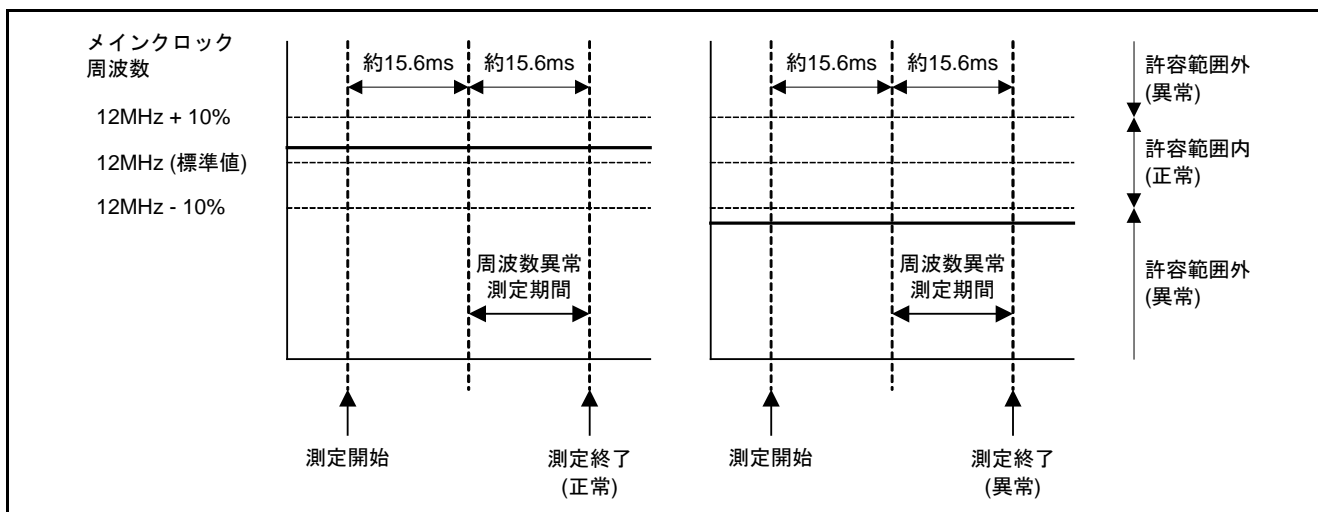 メインクロック
周波数
12MHz + 10%
12MHz (標準値)
12MHz - 10%
約15.6ms
約15.6ms
周波数異常
測定期間
測定開始
測定終了
(正常)
約15.6ms
約15.6ms
周波数異常
測定期間
測定開始
測定終了
(異常)
許容範囲外
(異常)
許容範囲内
(正常)
許容範囲外
(異常)